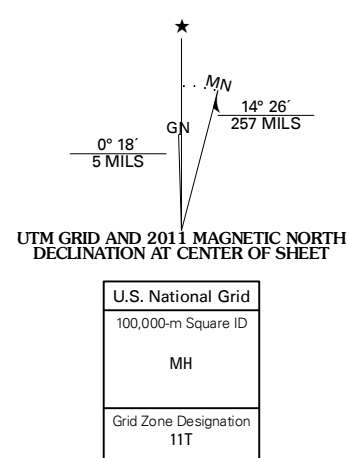 ★
MN
GN
14° 26´
257 MILS
0° 18´
5 MILS
UTM GRID AND 2011 MAGNETIC NORTH
DECLINATION AT CENTER OF SHEET
U.S. National Grid
100,000-m Square ID
MH
Grid Zone Designation
11T